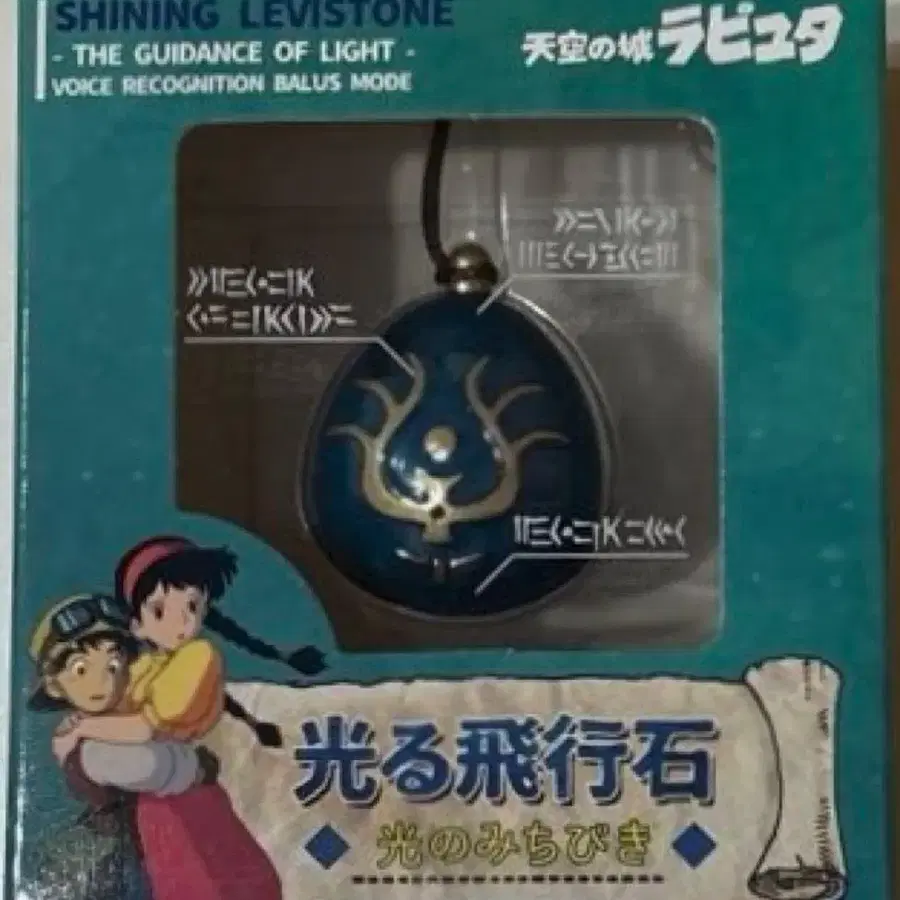 SHINING LEVISTONE
- THE GUIDANCE OF LIGHT -
VOICE RECOGNITION BALUS MODE
天空の城ラピュタ
光る飛行石
光のみちびき